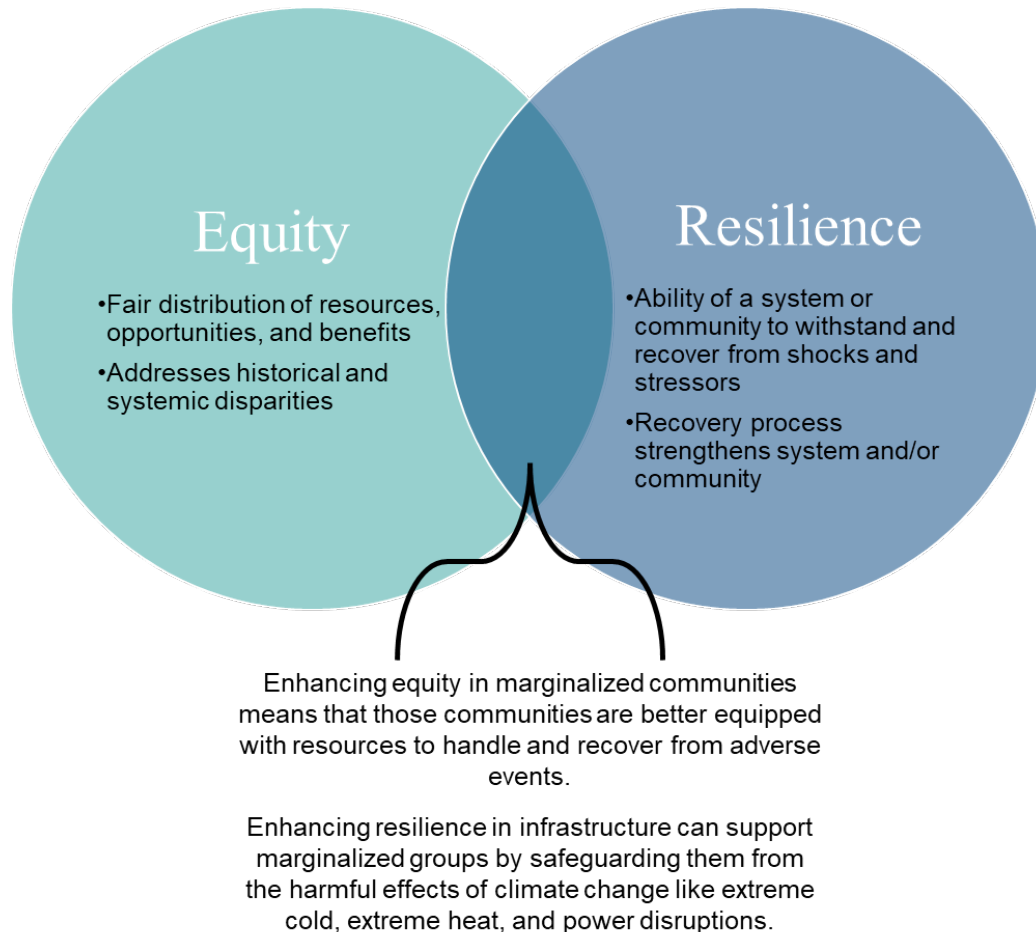 Equity
•Fair distribution of resources,
opportunities, and benefits
•Addresses historical and
systemic disparities
Resilience
•Ability of a system or
community to withstand and
recover from shocks and
stressors
•Recovery process
strengthens system and/or
community
Enhancing equity in marginalized communities
means that those communities are better equipped
with resources to handle and recover from adverse
events.
Enhancing resilience in infrastructure can support
marginalized groups by safeguarding them from
the harmful effects of climate change like extreme
cold, extreme heat, and power disruptions.